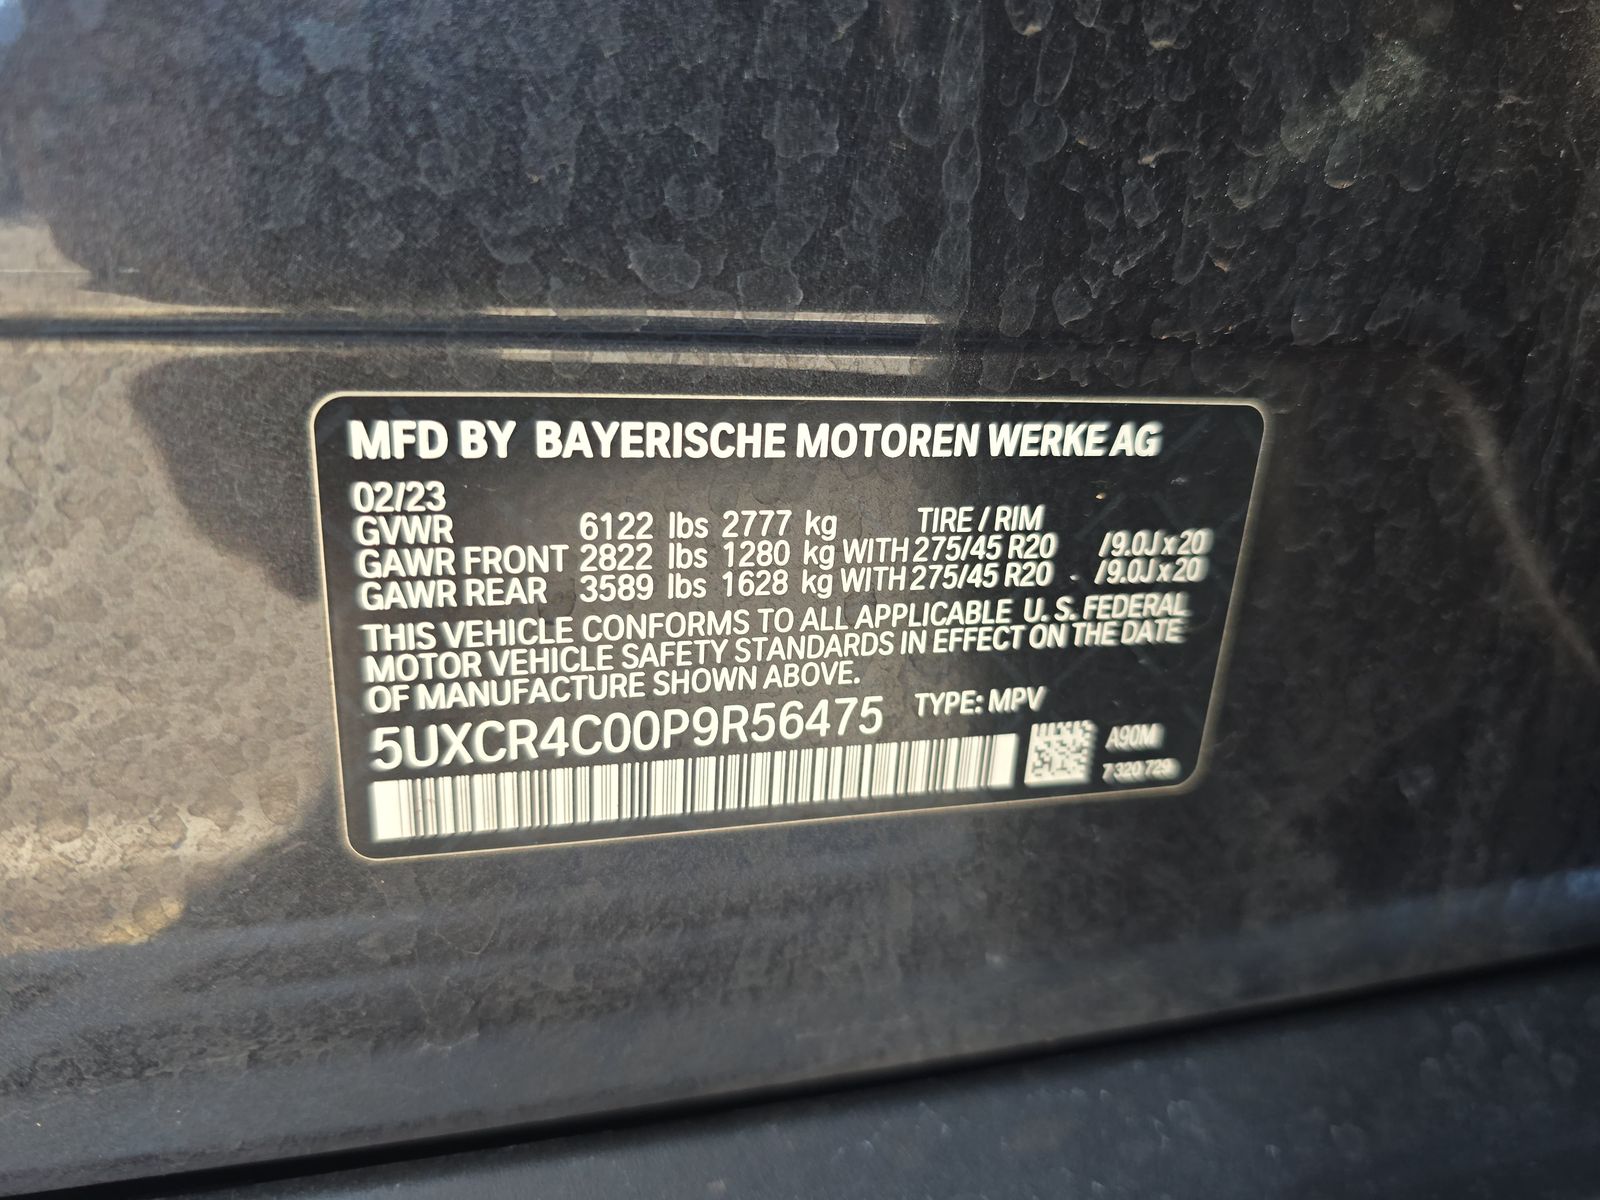 MFD BY BAYERISCHE MOTOREN WERKE AG
02/23
GVWR 6122 lbs 2777 kg TIRE / RIM
GAWR FRONT 2822 lbs 1280 kg WITH 275/45 R20 /9.0J x 20
GAWR REAR 3589 lbs 1628 kg WITH 275/45 R20 /9.0J x 20
THIS VEHICLE CONFORMS TO ALL APPLICABLE U. S. FEDERAL
MOTOR VEHICLE SAFETY STANDARDS IN EFFECT ON THE DATE
OF MANUFACTURE SHOWN ABOVE.
5UXCR4C00P9R56475 TYPE: MPV
A90M
7 320 729